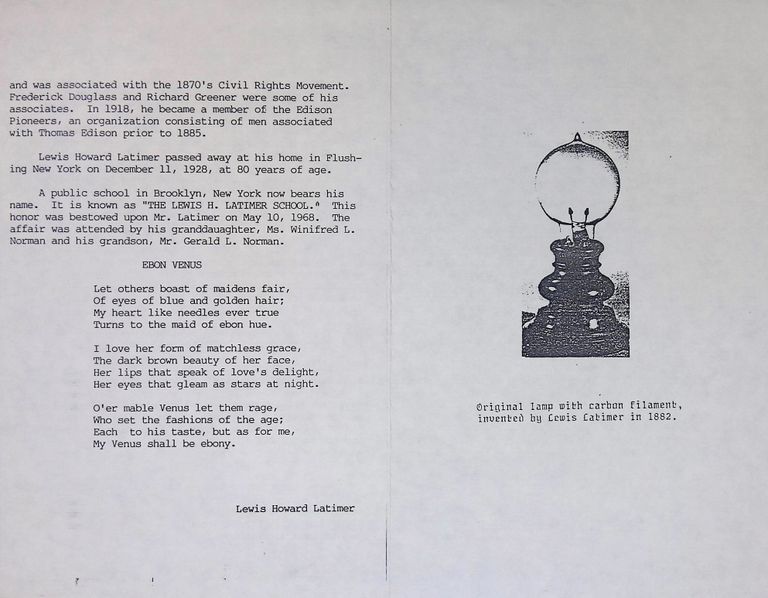 and was associated with the 1870's Civil Rights Movement.
Frederick Douglass and Richard Greener were some of his
associates. In 1918, he became a member of the Edison
Pioneers, an organization consisting of men associated
with Thomas Edison prior to 1885.
Lewis Howard Latimer passed away at his home in Flush-
ing New York on December 11, 1928, at 80 years of age.
A public school in Brooklyn, New York now bears his
name. It is known as "THE LEWIS H. LATIMER SCHOOL." This
honor was bestowed upon Mr. Latimer on May 10, 1968. The
affair was attended by his granddauaghter, Ms. Winifred L.
Norman and his grandson, Mr. Gerald L. Norman.
EBON VENUS
Let others boast of maidens fair,
Of eyes of blue and golden hair;
My heart like needles ever true
Turns to the maid of ebon hue.
I love her form of matchless grace,
The dark brown beauty of her face,
Her lips that speak of love's delight,
Her eyes that gleam as stars at night.
O'er mable Venus let them rage,
Who set the fashions of the age;
Each to his taste, but as for me,
My Venus shall be ebony.
Lewis Howard Latimer
Original lamp with carbon filament,
invented by Lewis Latimer in 1882.